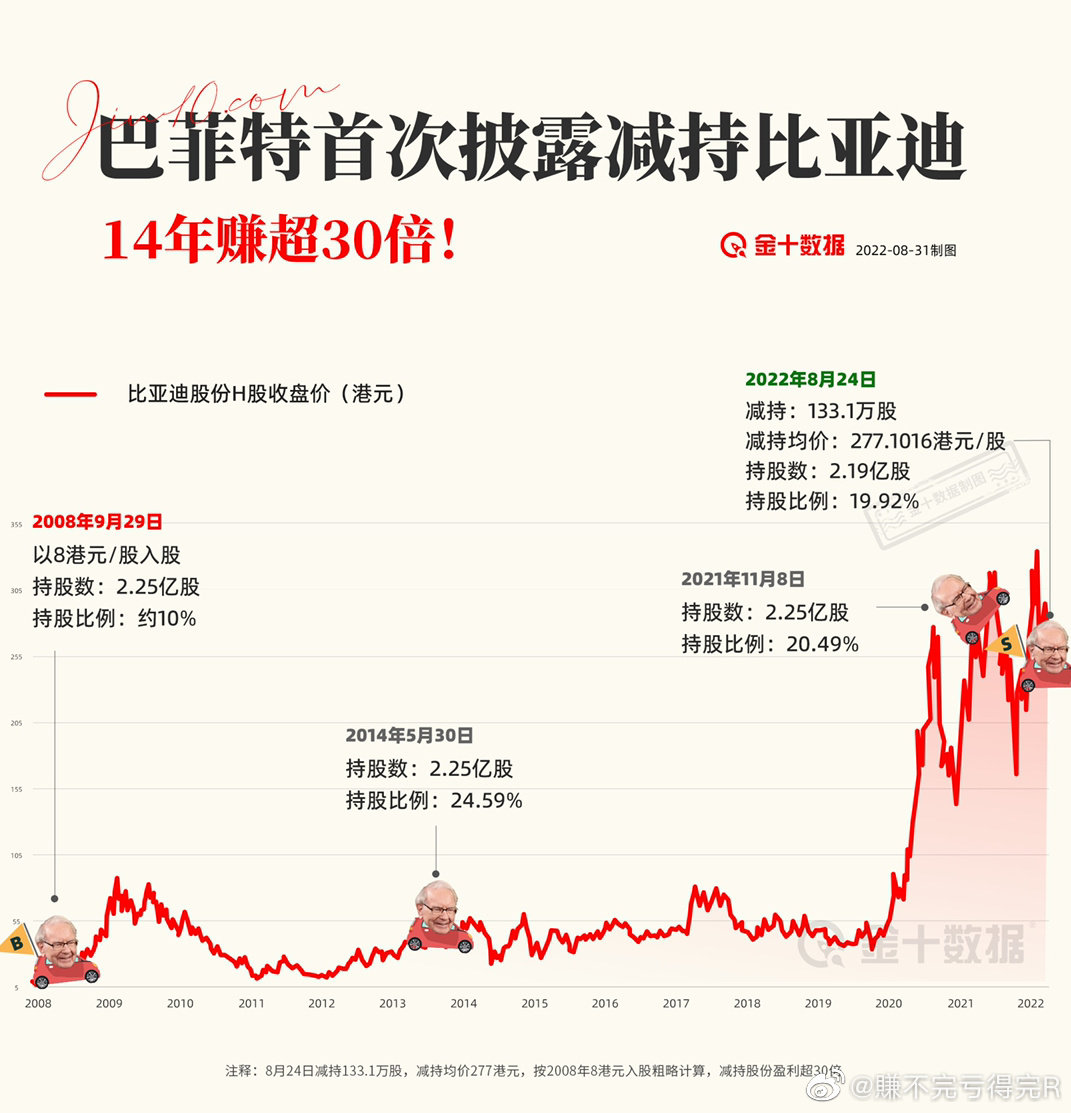 Jin10.com
巴菲特首次披露减持比亚迪
14年赚超30倍！
金十数据 2022-08-31制图
比亚迪股份H股收盘价（港元）
2022年8月24日
减持：133.1万股
减持均价：277.1016港元/股
持股数：2.19亿股
持股比例：19.92%
金十数据制图
2008年9月29日
以8港元/股入股
持股数：2.25亿股
持股比例：约10%
2021年11月8日
持股数：2.25亿股
持股比例：20.49%
2014年5月30日
持股数：2.25亿股
持股比例：24.59%
355
305
255
205
155
105
55
5
B
S
金十数据
2008 2009 2010 2011 2012 2013 2014 2015 2016 2017 2018 2019 2020 2021 2022
注释：8月24日减持133.1万股，减持均价277港元，按2008年8港元入股粗略计算，减持股份盈利超30倍
@賺不完亏得完R